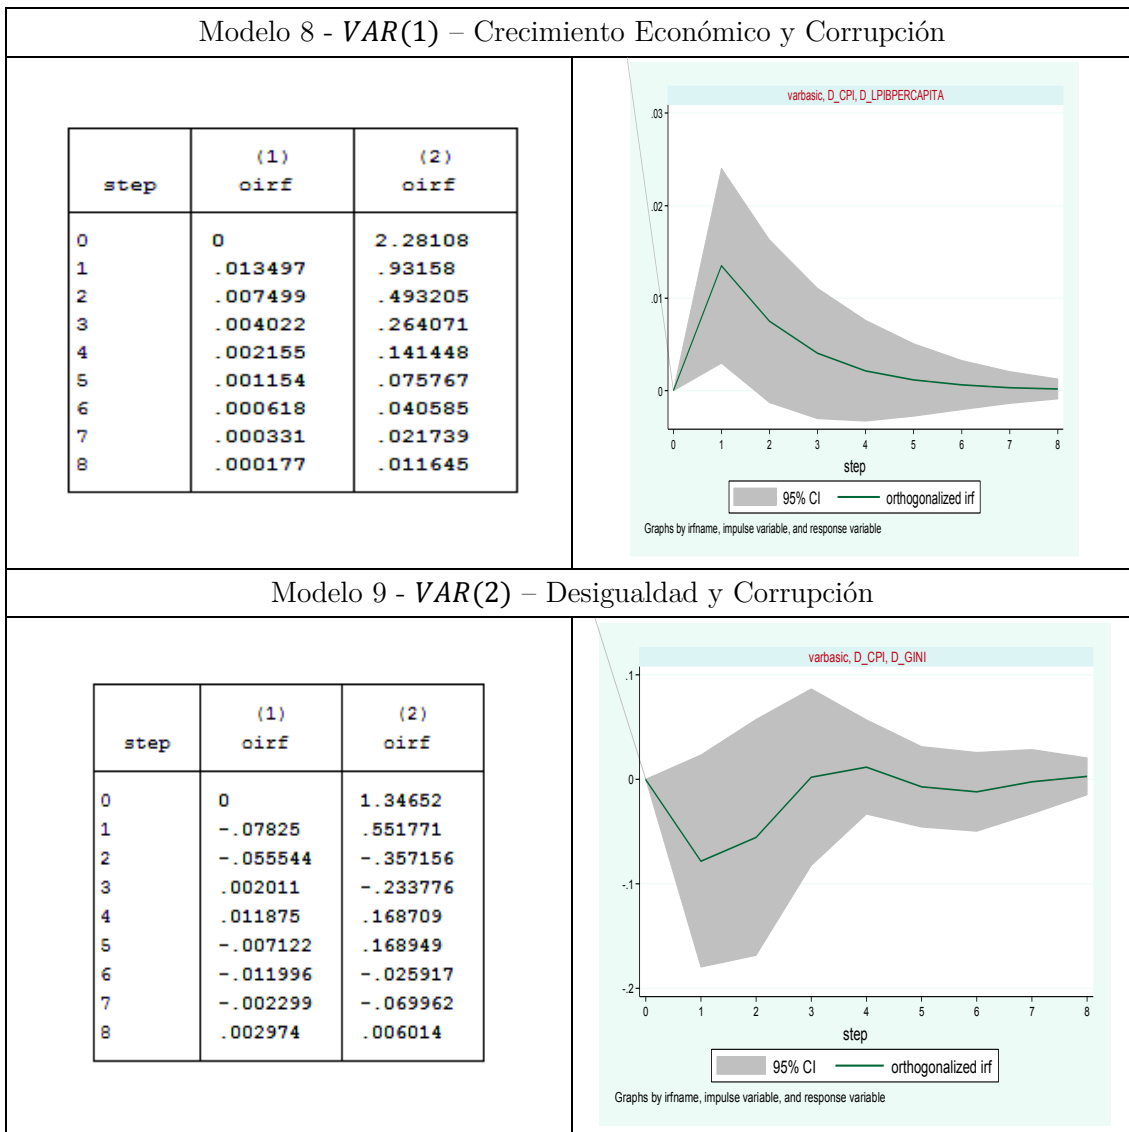 Modelo 8 - VAR(1) – Crecimiento Económico y Corrupción
(1) (2)
step oirf oirf
0 0 2.28108
1 .013497 .93158
2 .007499 .493205
3 .004022 .264071
4 .002155 .141448
5 .001154 .075767
6 .000618 .040585
7 .000331 .021739
8 .000177 .011645
varbasic, D_CPI, D_LPIBPERCAPITA
.03
.02
.01
0
0 1 2 3 4 5 6 7 8
step
95% CI orthogonalized irf
Graphs by irfname, impulse variable, and response variable
Modelo 9 - VAR(2) – Desigualdad y Corrupción
(1) (2)
step oirf oirf
0 0 1.34652
1 -.07825 .551771
2 -.055544 -.357156
3 .002011 -.233776
4 .011875 .168709
5 -.007122 .168949
6 -.011996 -.025917
7 -.002299 -.069962
8 .002974 .006014
varbasic, D_CPI, D_GINI
.1
0
-.1
-.2
0 1 2 3 4 5 6 7 8
step
95% CI orthogonalized irf
Graphs by irfname, impulse variable, and response variable